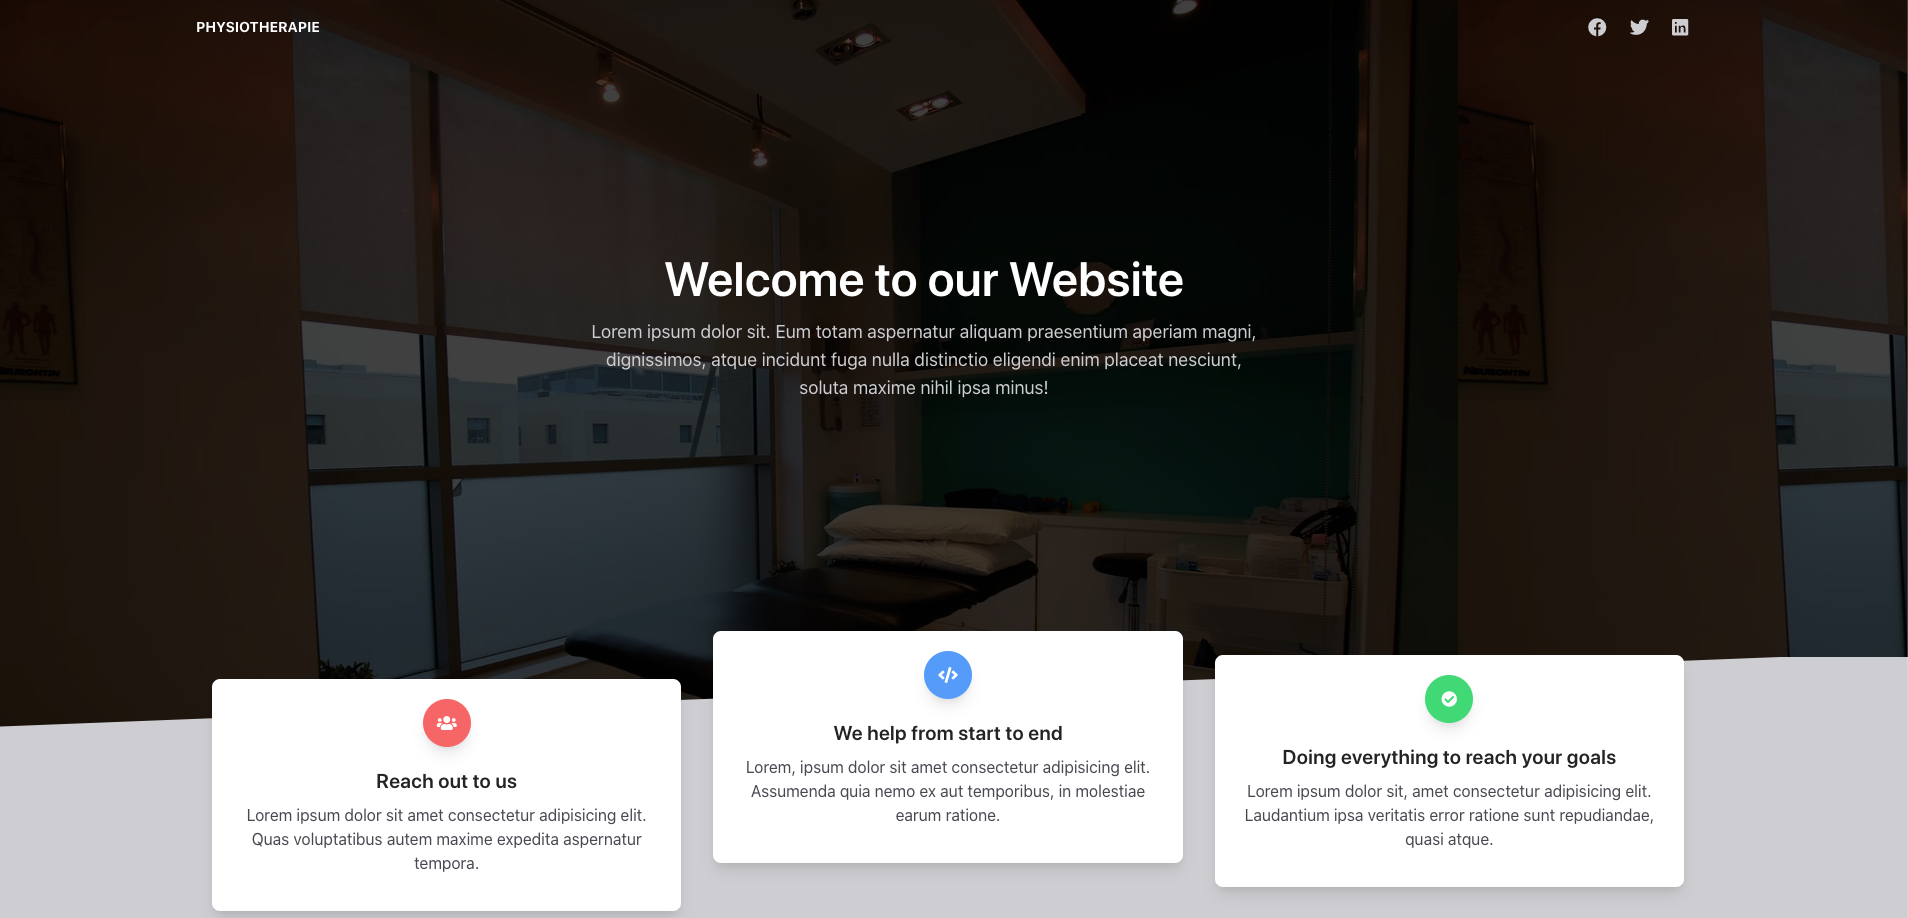 PHYSIOTHERAPIE
Welcome to our Website
Lorem ipsum dolor sit. Eum totam aspernatur aliquam praesentium aperiam magni,
dignissimos, atque incidunt fuga nulla distinctio eligendi enim placeat nesciunt,
soluta maxime nihil ipsa minus!
Reach out to us
Lorem ipsum dolor sit amet consectetur adipisicing elit.
Quas voluptatibus autem maxime expedita aspernatur
tempora.
We help from start to end
Lorem, ipsum dolor sit amet consectetur adipisicing elit.
Assumenda quia nemo ex aut temporibus, in molestiae
earum ratione.
Doing everything to reach your goals
Lorem ipsum dolor sit, amet consectetur adipisicing elit.
Laudantium ipsa veritatis error ratione sunt repudiandae,
quasi atque.